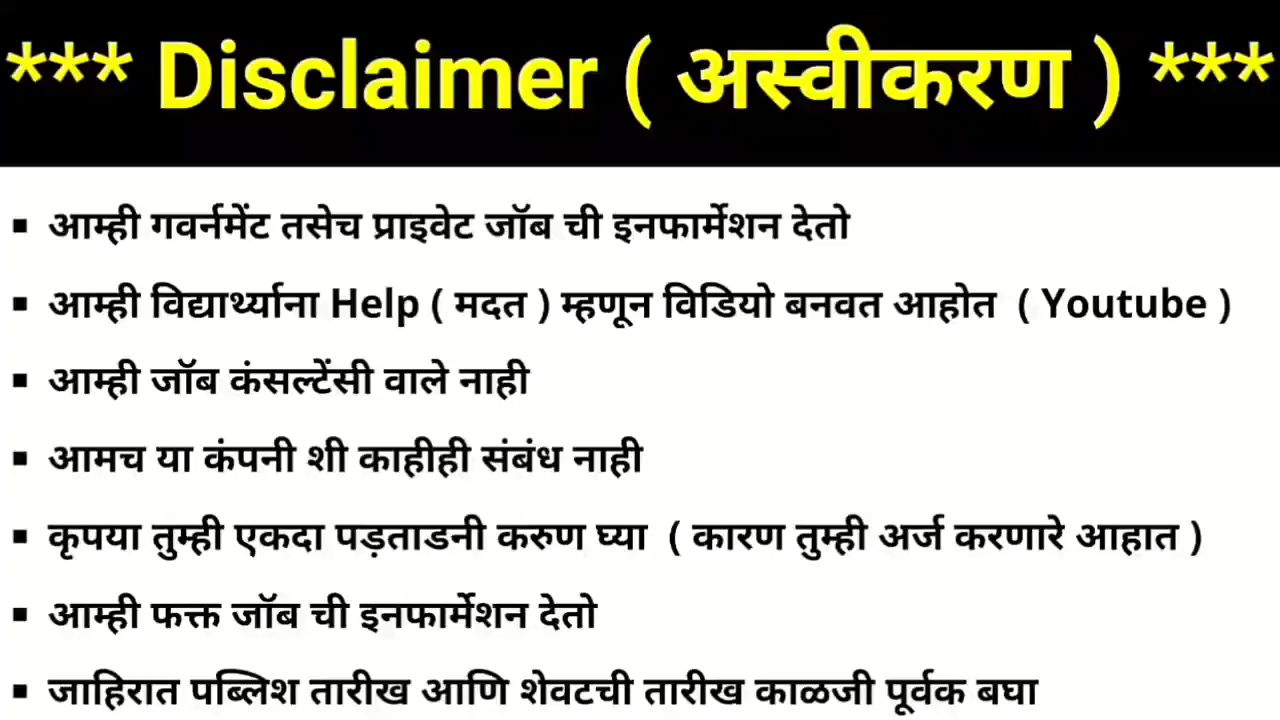 *** Disclaimer ( अस्वीकरण ) ***
▪ आम्ही गवर्नमेंट तसेच प्राइवेट जॉब ची इनफार्मेशन देतो
▪ आम्ही विद्यार्थ्याना Help ( मदत ) म्हणून विडियो बनवत आहोत ( Youtube )
▪ आम्ही जॉब कंसल्टेंसी वाले नाही
▪ आमच या कंपनी शी काहीही संबंध नाही
▪ कृपया तुम्ही एकदा पड़ताडनी करुण घ्या ( कारण तुम्ही अर्ज करणारे आहात )
▪ आम्ही फक्त जॉब ची इनफार्मेशन देतो
▪ जाहिरात पब्लिश तारीख आणि शेवटची तारीख काळजी पूर्वक बघा